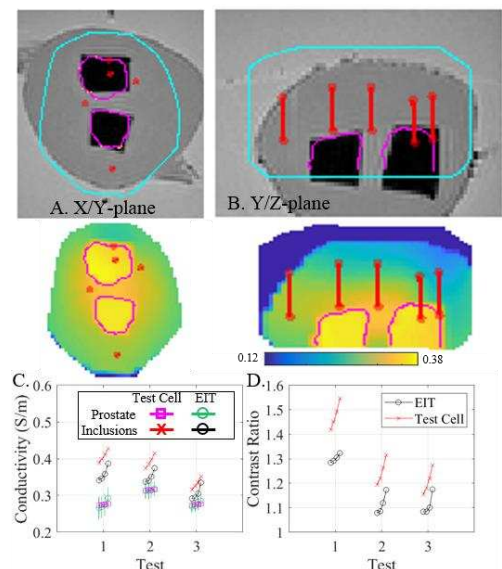 A. X/Y-plane
B. Y/Z-plane
0.12
0.38
C.
Conductivity (S/m)
0.6
0.5
0.4
0.3
0.2
Test Cell EIT
Prostate
Inclusions
1 2 3
Test
D.
Contrast Ratio
1.6
1.5
1.4
1.3
1.2
1.1
1
EIT
Test Cell
1 2 3
Test